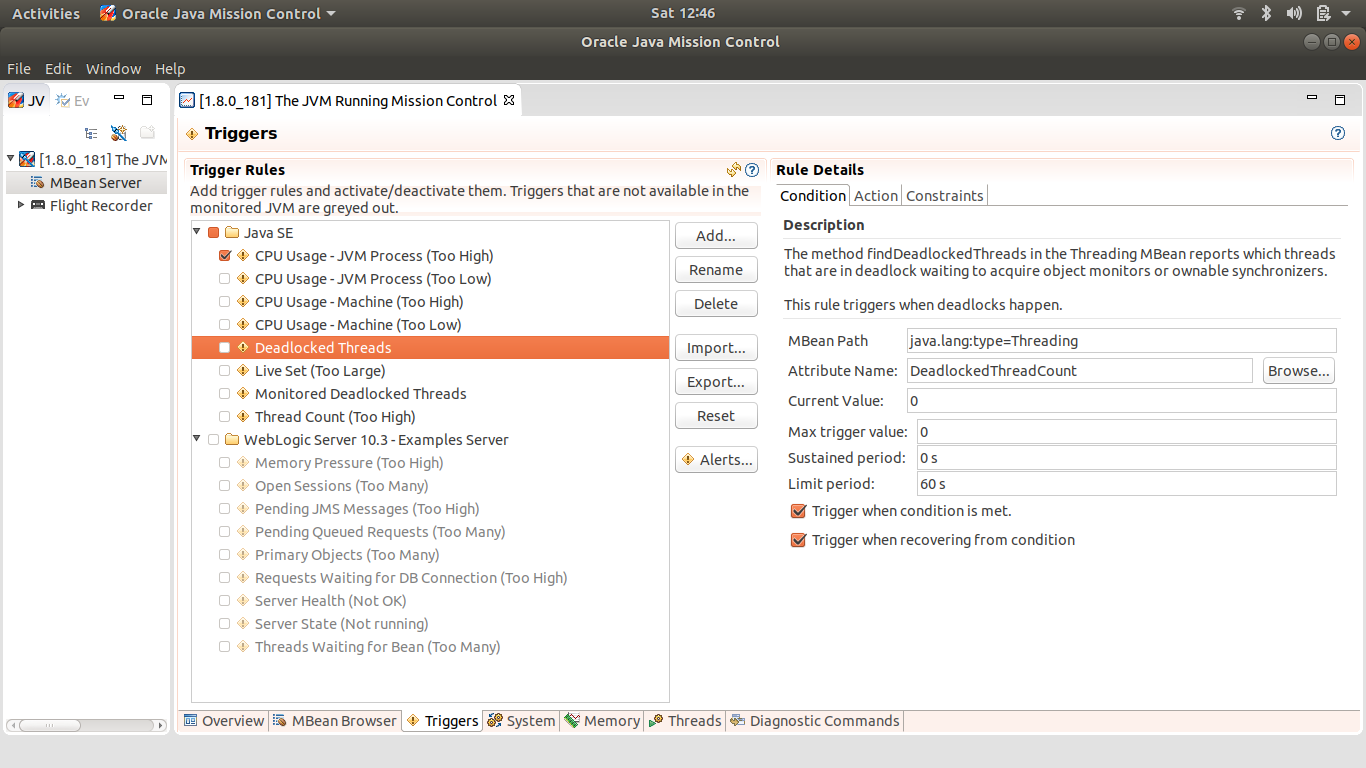 Activities
Oracle Java Mission Control
Sat 12:46
Oracle Java Mission Control
File Edit Window Help
JV
Ev
[1.8.0_181] The JVM
MBean Server
Flight Recorder
[1.8.0_181] The JVM Running Mission Control
Triggers
Trigger Rules
Add trigger rules and activate/deactivate them. Triggers that are not available in the
monitored JVM are greyed out.
Java SE
CPU Usage - JVM Process (Too High)
CPU Usage - JVM Process (Too Low)
CPU Usage - Machine (Too High)
CPU Usage - Machine (Too Low)
Deadlocked Threads
Live Set (Too Large)
Monitored Deadlocked Threads
Thread Count (Too High)
WebLogic Server 10.3 - Examples Server
Memory Pressure (Too High)
Open Sessions (Too Many)
Pending JMS Messages (Too High)
Pending Queued Requests (Too Many)
Primary Objects (Too Many)
Requests Waiting for DB Connection (Too High)
Server Health (Not OK)
Server State (Not running)
Threads Waiting for Bean (Too Many)
Add...
Rename
Delete
Import...
Export...
Reset
Alerts...
Rule Details
Condition Action Constraints
Description
The method findDeadlockedThreads in the Threading MBean reports which threads
that are in deadlock waiting to acquire object monitors or ownable synchronizers.
This rule triggers when deadlocks happen.
MBean Path java.lang:type=Threading
Attribute Name: DeadlockedThreadCount Browse...
Current Value: 0
Max trigger value: 0
Sustained period: 0 s
Limit period: 60 s
Trigger when condition is met.
Trigger when recovering from condition
Overview MBean Browser Triggers System Memory Threads Diagnostic Commands